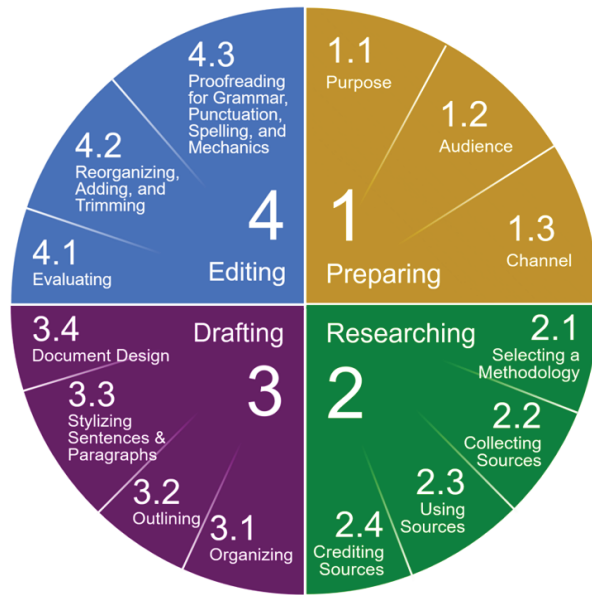 1.1
Purpose
1.2
Audience
1.3
Channel
1
Preparing
2.1
Selecting a
Methodology
2.2
Collecting
Sources
2.3
Using
Sources
2.4
Crediting
Sources
Researching
2
3.1
Organizing
3.2
Outlining
3.3
Stylizing
Sentences &
Paragraphs
3.4
Document Design
Drafting
3
4.1
Evaluating
4.2
Reorganizing,
Adding, and
Trimming
4.3
Proofreading
for Grammar,
Punctuation,
Spelling, and
Mechanics
4
Editing